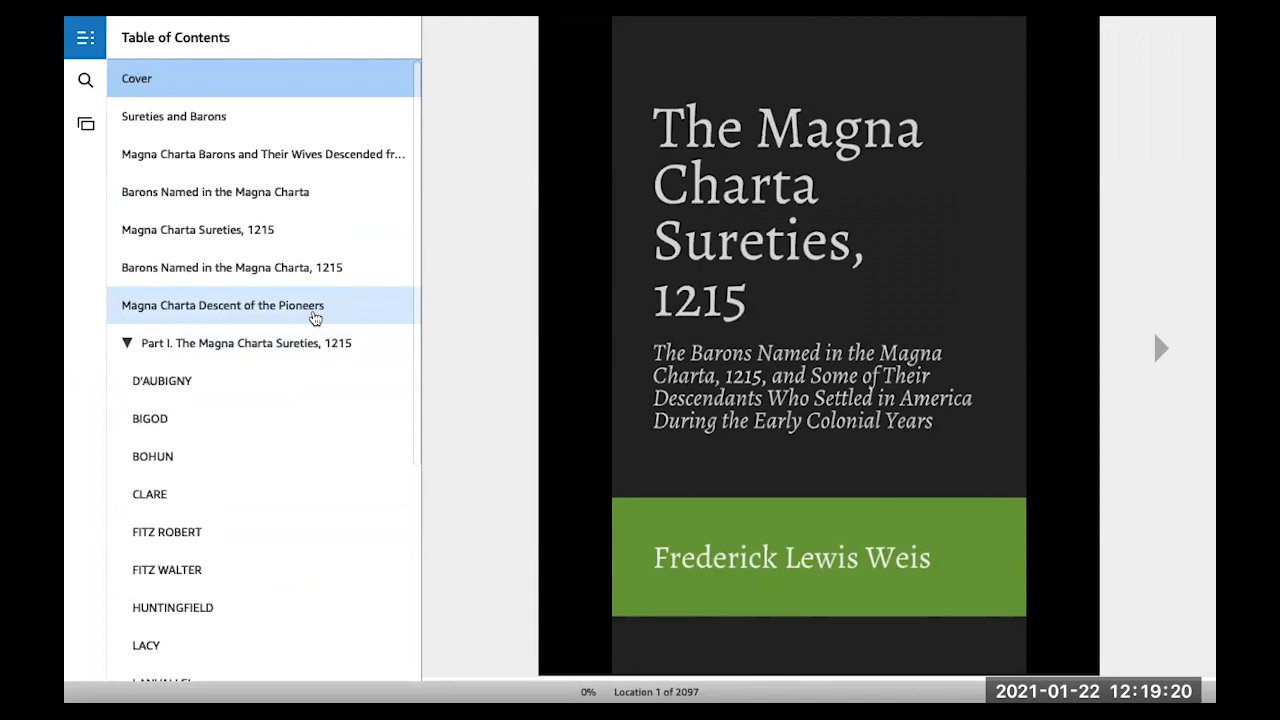 Table of Contents
Cover
Sureties and Barons
Magna Charta Barons and Their Wives Descended fr...
Barons Named in the Magna Charta
Magna Charta Sureties, 1215
Barons Named in the Magna Charta, 1215
Magna Charta Descent of the Pioneers
▼ Part I. The Magna Charta Sureties, 1215
D'AUBIGNY
BIGOD
BOHUN
CLARE
FITZ ROBERT
FITZ WALTER
HUNTINGFIELD
LACY
The Magna
Charta
Sureties,
1215
The Barons Named in the Magna
Charta, 1215, and Some of Their
Descendants Who Settled in America
During the Early Colonial Years
Frederick Lewis Weis
0% Location 1 of 2097
2021-01-22 12:19:20